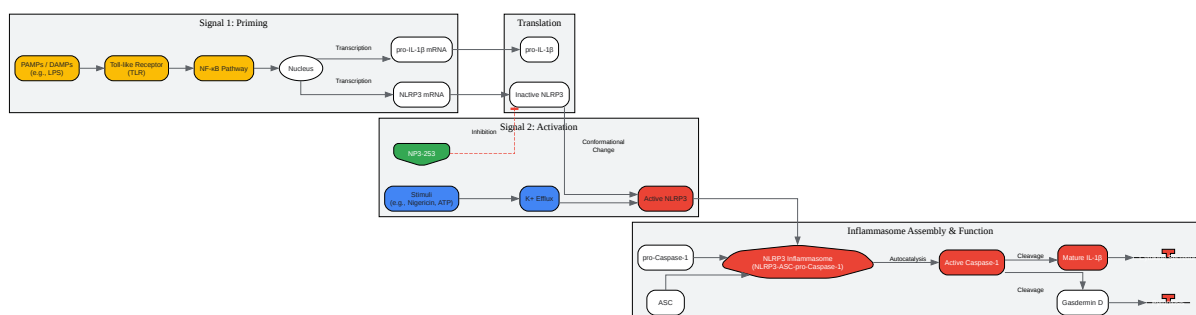 Signal 1: Priming
PAMPs / DAMPs
(e.g., LPS)
Toll-like Receptor
(TLR)
NF-κB Pathway
Nucleus
Transcription
Transcription
pro-IL-1β mRNA
NLRP3 mRNA
Translation
pro-IL-1β
Inactive NLRP3
Signal 2: Activation
Inhibition
NP3-253
Conformational
Change
Stimuli
(e.g., Nigericin, ATP)
K+ Efflux
Active NLRP3
Inflammasome Assembly & Function
pro-Caspase-1
ASC
NLRP3 Inflammasome
(NLRP3-ASC-pro-Caspase-1)
Autocatalysis
Active Caspase-1
Cleavage
Cleavage
Mature IL-1β
Gasdermin D